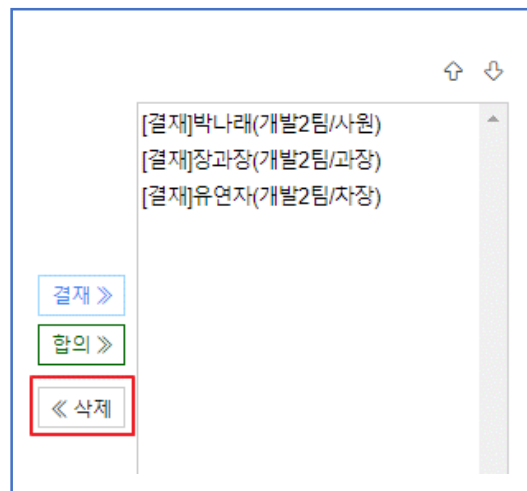 [결재]박나래(개발2팀/사원)
[결재]장과장(개발2팀/과장)
[결재]유연자(개발2팀/차장)
결재 ≫
합의 ≫
≪ 삭제